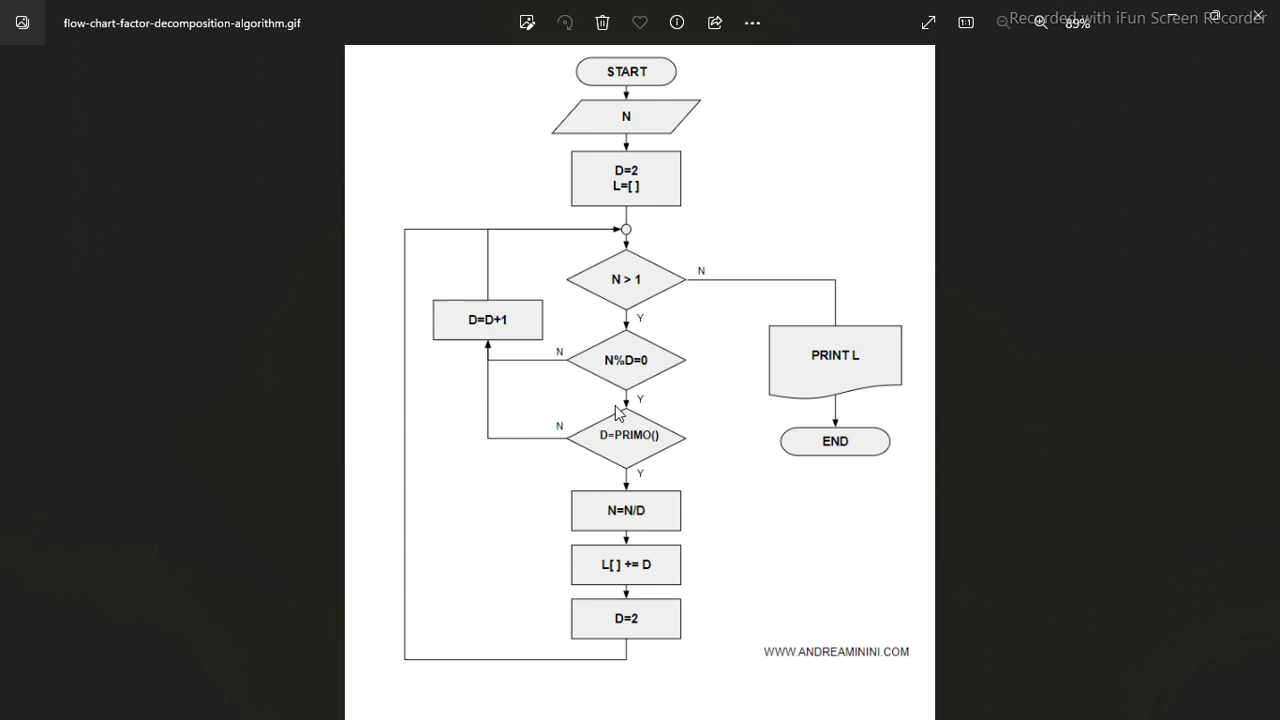 flow-chart-factor-decomposition-algorithm.gif
Recorded with iFun Screen Recorder
89%
START
N
D=2
L=[ ]
N > 1
N
Y
D=D+1
N
N%D=0
PRINT L
Y
N
D=PRIMO()
END
Y
N=N/D
L[ ] += D
D=2
WWW.ANDREAMININI.COM